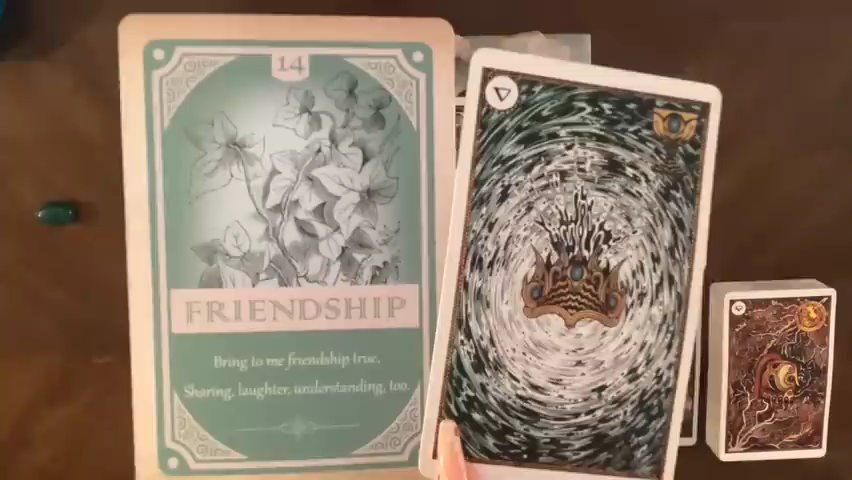 14
FRIENDSHIP
Bring to me friendship true,
Sharing, laughter, understanding, too.